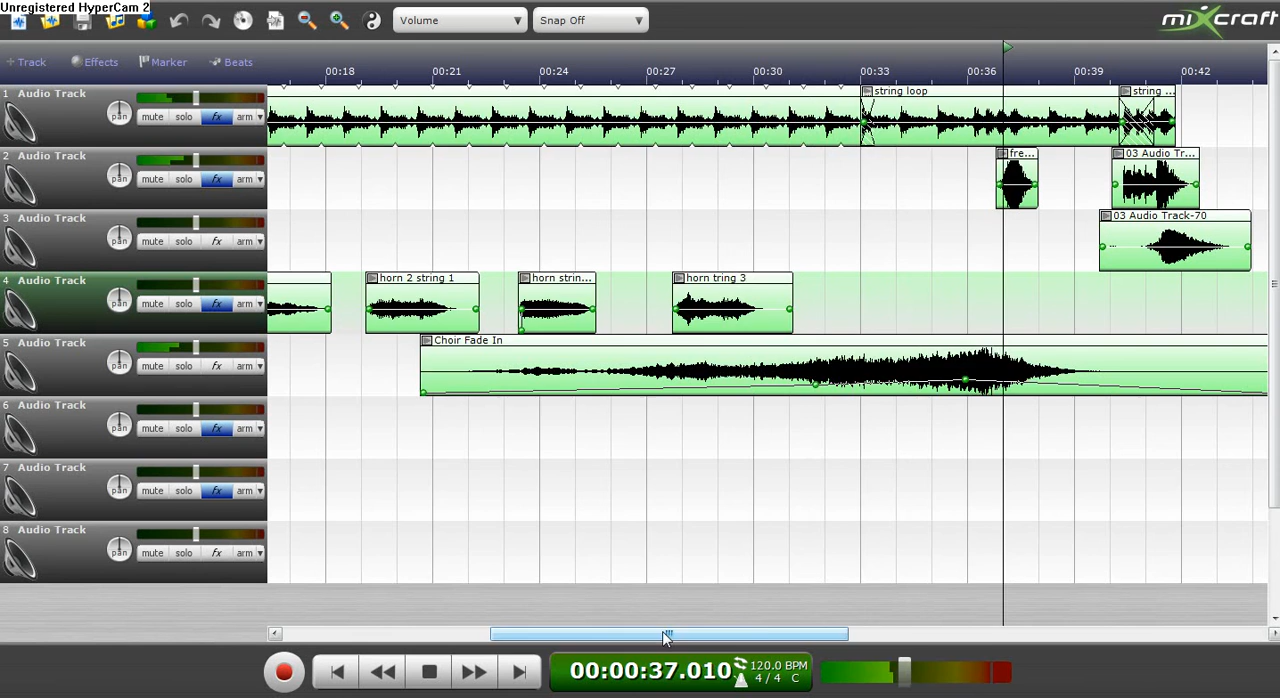 Unregistered HyperCam 2
Volume
Snap Off
mixcraft
+ Track
Effects
Marker
Beats
00:18
00:21
00:24
00:27
00:30
00:33
00:36
00:39
00:42
1 Audio Track
pan
mute solo fx arm
string loop
string ...
2 Audio Track
pan
mute solo fx arm
fre...
03 Audio Tr...
3 Audio Track
pan
mute solo fx arm
03 Audio Track-70
4 Audio Track
pan
mute solo fx arm
horn 2 string 1
horn strin...
horn tring 3
5 Audio Track
pan
mute solo fx arm
Choir Fade In
6 Audio Track
pan
mute solo fx arm
7 Audio Track
pan
mute solo fx arm
8 Audio Track
pan
mute solo fx arm
00:00:37.010
120.0 BPM
4 / 4 C